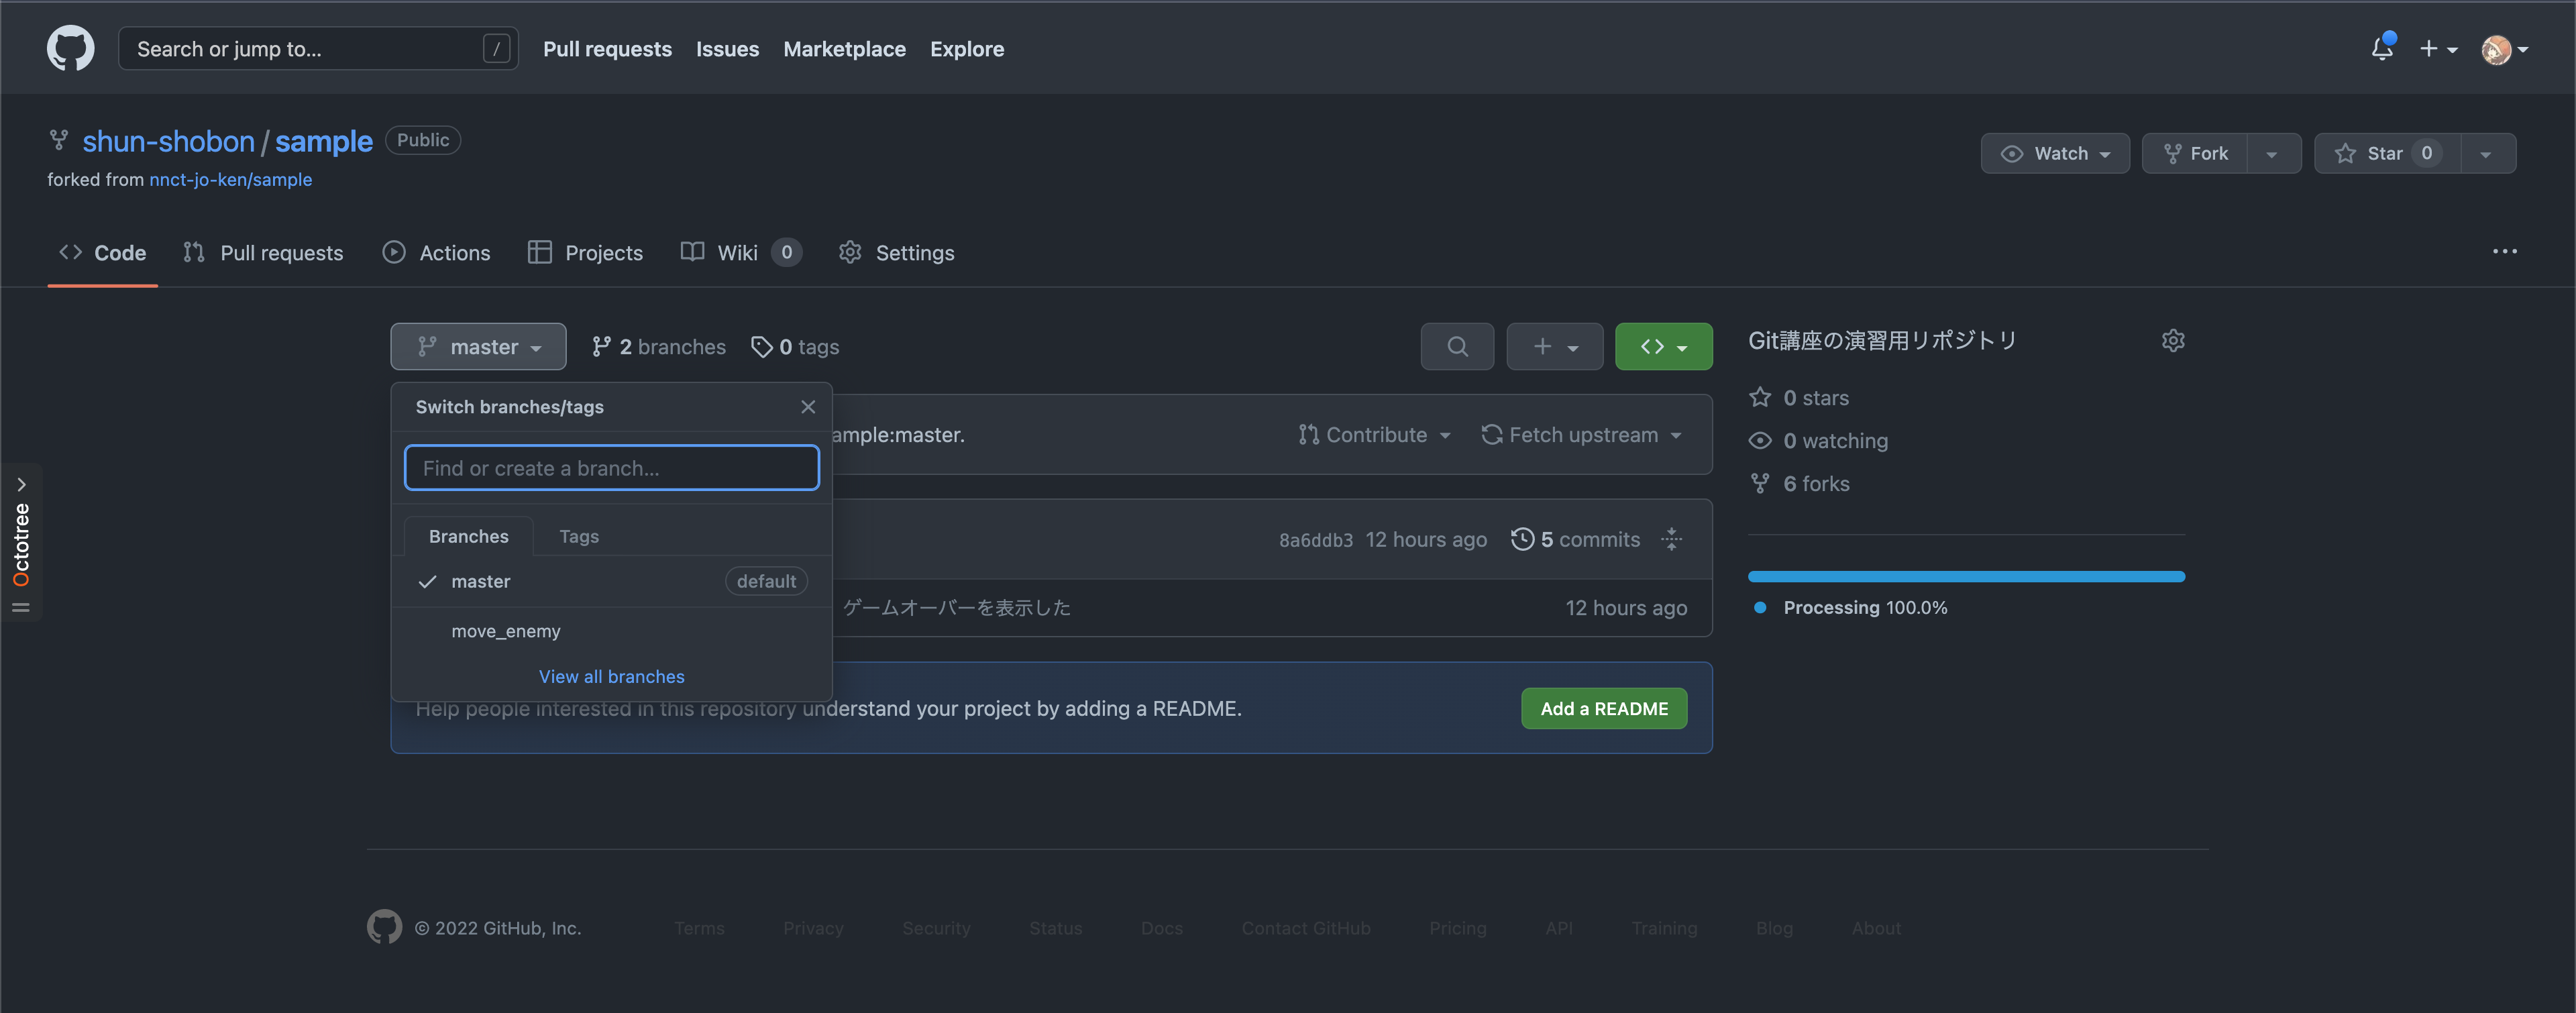 Search or jump to... / Pull requests Issues Marketplace Explore
shun-shobon / sample Public
forked from nnct-jo-ken/sample
Watch Fork Star 0
Code Pull requests Actions Projects Wiki 0 Settings
master 2 branches 0 tags
Switch branches/tags
Find or create a branch...
Branches Tags
master default
move_enemy
View all branches
ample:master. Contribute Fetch upstream
8a6ddb3 12 hours ago 5 commits
ゲームオーバーを表示した 12 hours ago
Help people interested in this repository understand your project by adding a README. Add a README
Git講座の演習用リポジトリ
0 stars
0 watching
6 forks
Processing 100.0%
Octotree
© 2022 GitHub, Inc. Terms Privacy Security Status Docs Contact GitHub Pricing API Training Blog About